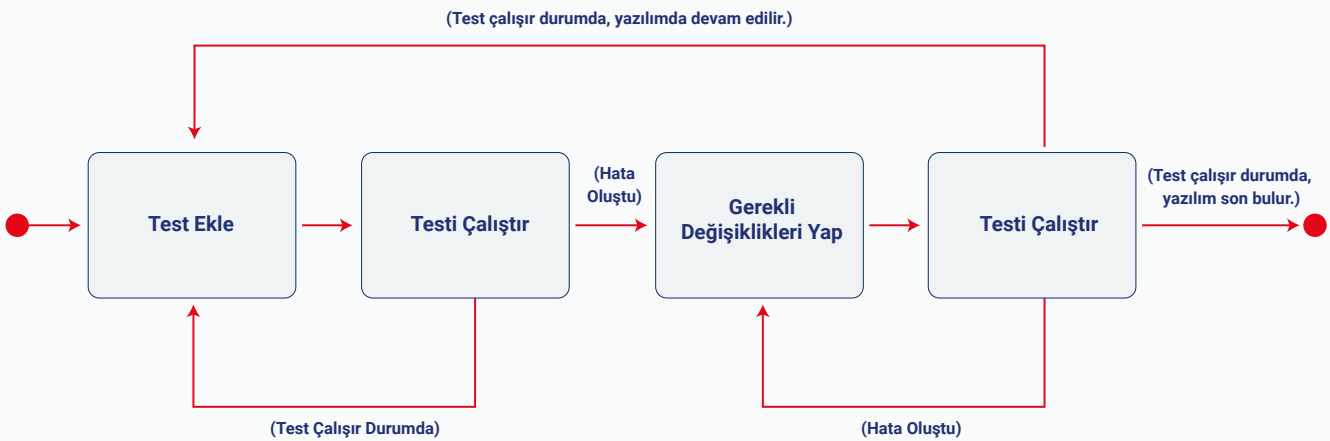 (Test çalışır durumda, yazılımda devam edilir.)
Test Ekle
Testi Çalıştır
(Hata
Oluştu)
Gerekli
Değişiklikleri Yap
Testi Çalıştır
(Test çalışır durumda,
yazılım son bulur.)
(Test Çalışır Durumda)
(Hata Oluştu)